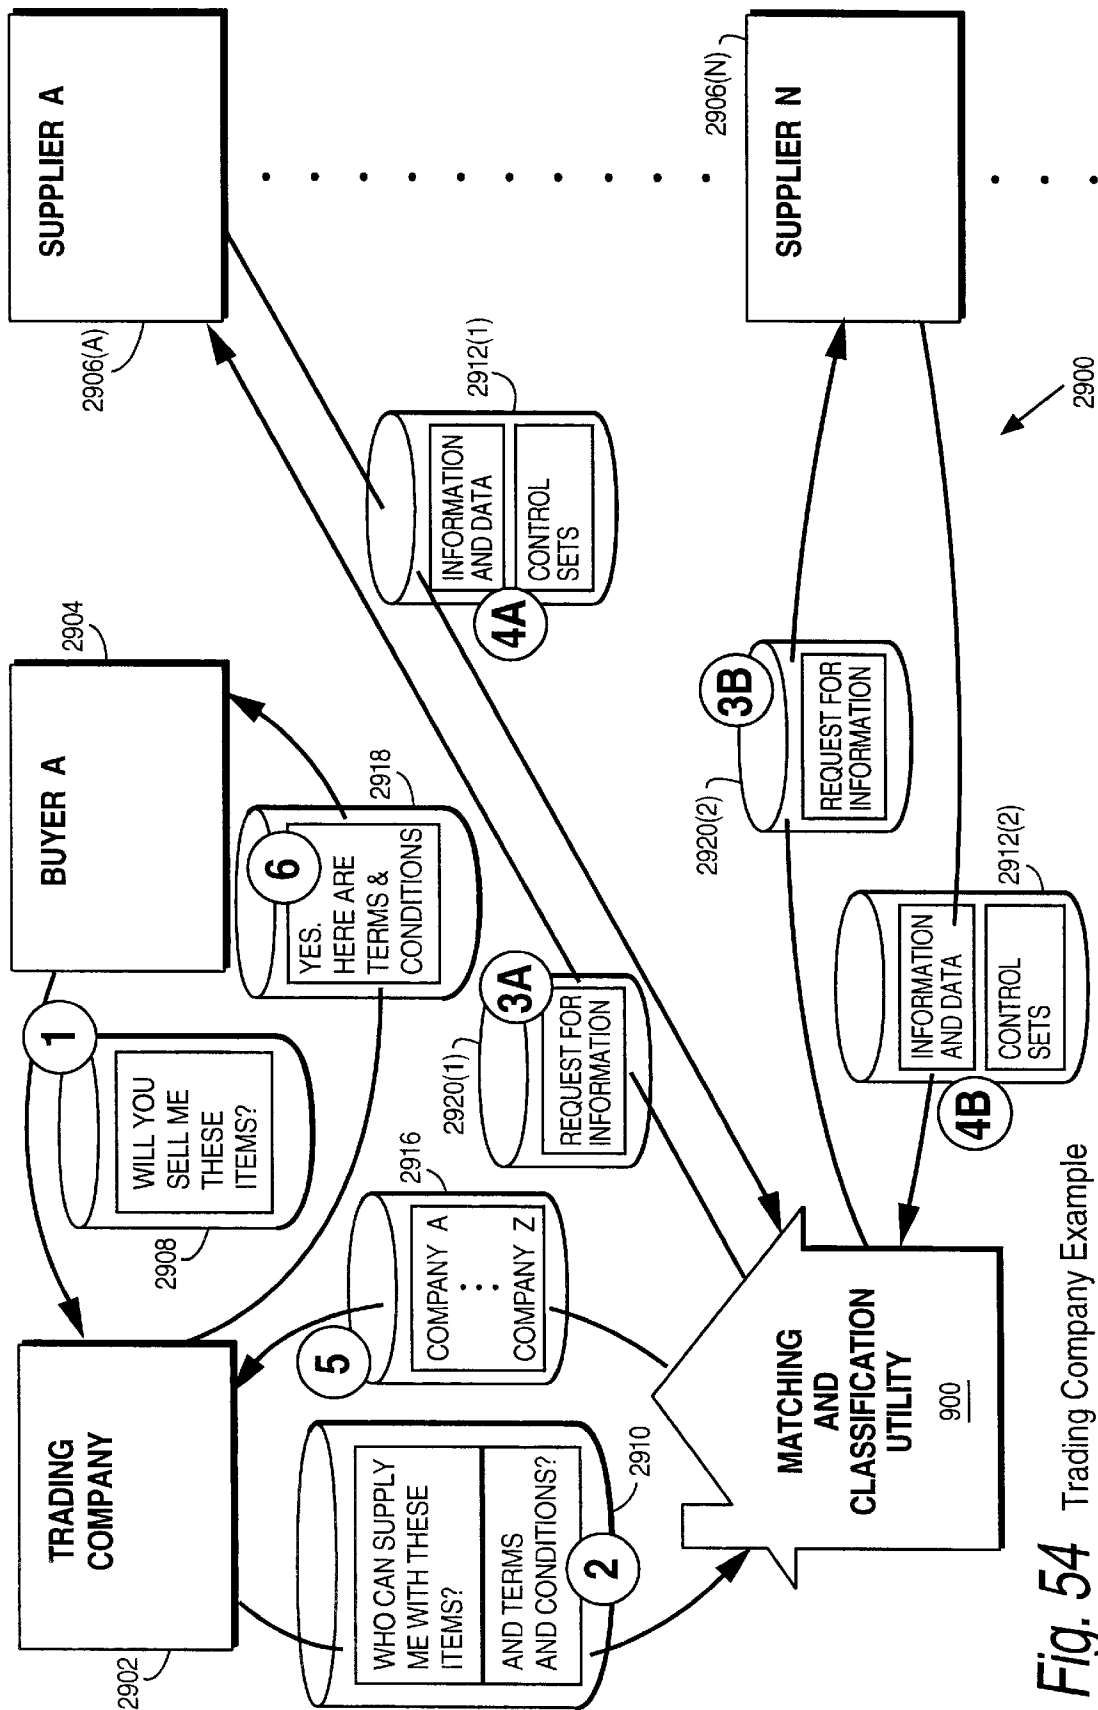 TRADING
COMPANY
2902
BUYER A
2904
SUPPLIER A
2906(A)
1
WILL YOU
SELL ME
THESE
ITEMS?
2908
6
YES.
HERE ARE
TERMS &
CONDITIONS
2918
WHO CAN SUPPLY
ME WITH THESE
ITEMS?
AND TERMS
AND CONDITIONS?
2
2910
5
COMPANY A
COMPANY Z
2916
3A
REQUEST FOR
INFORMATION
2920(1)
4A
INFORMATION
AND DATA
CONTROL
SETS
2912(1)
MATCHING
AND
CLASSIFICATION
UTILITY
900
3B
REQUEST FOR
INFORMATION
2920(2)
4B
INFORMATION
AND DATA
CONTROL
SETS
2912(2)
SUPPLIER N
2906(N)
2900
Fig. 54 Trading Company Example